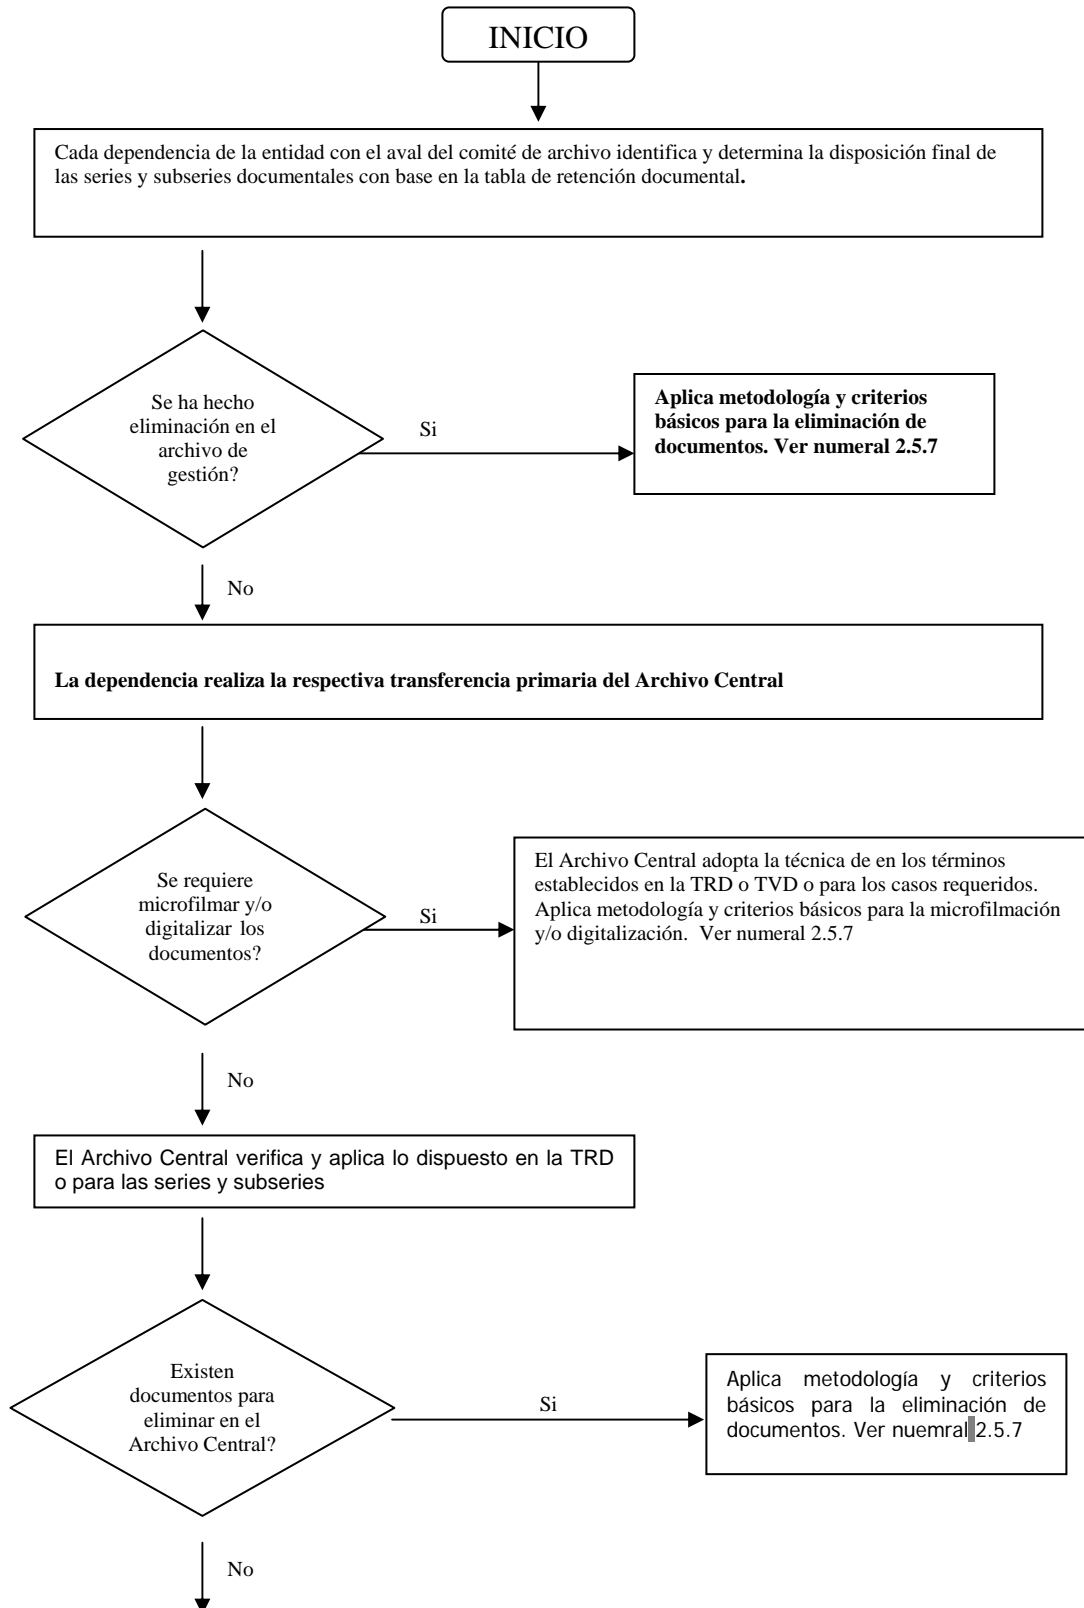 INICIO
Cada dependencia de la entidad con el aval del comité de archivo identifica y determina la disposición final de
las series y subseries documentales con base en la tabla de retención documental.
Se ha hecho
eliminación en el
archivo de
gestión?
Si
Aplica metodología y criterios
básicos para la eliminación de
documentos. Ver numeral 2.5.7
No
La dependencia realiza la respectiva transferencia primaria del Archivo Central
Se requiere
microfilmar y/o
digitalizar los
documentos?
Si
El Archivo Central adopta la técnica de en los términos
establecidos en la TRD o TVD o para los casos requeridos.
Aplica metodología y criterios básicos para la microfilmación
y/o digitalización. Ver numeral 2.5.7
No
El Archivo Central verifica y aplica lo dispuesto en la TRD
o para las series y subseries
Existen
documentos para
eliminar en el
Archivo Central?
Si
Aplica metodología y criterios
básicos para la eliminación de
documentos. Ver nuemral 2.5.7
No